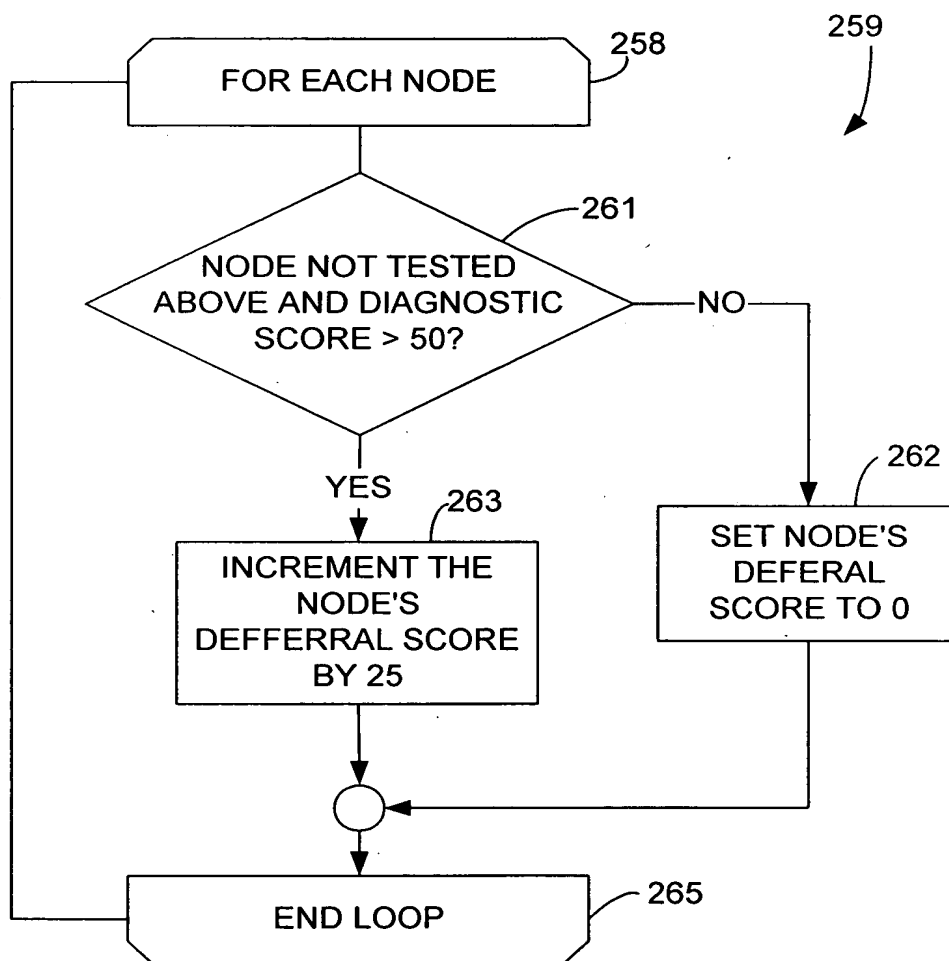 259
FOR EACH NODE
258
261
NODE NOT TESTED
ABOVE AND DIAGNOSTIC
SCORE > 50?
NO
YES
262
263
SET NODE'S
DEFERAL
SCORE TO 0
INCREMENT THE
NODE'S
DEFFERRAL SCORE
BY 25
END LOOP
265